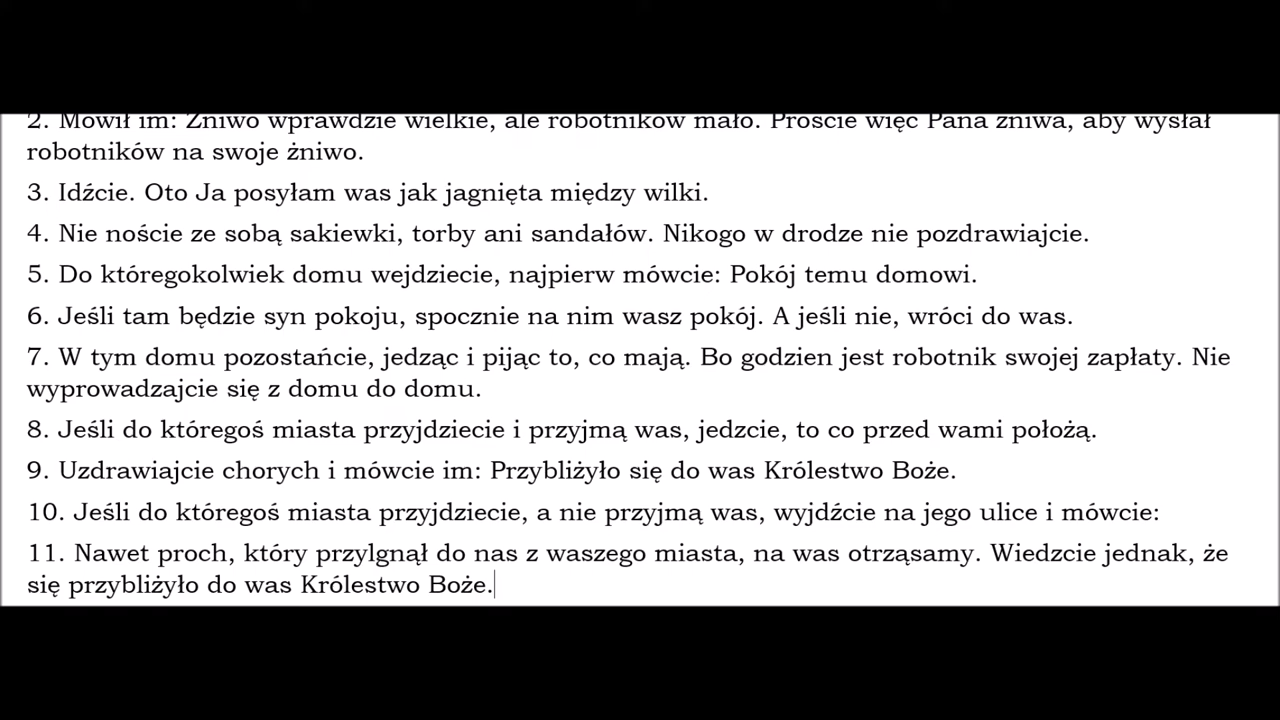 2. Mówił im: Żniwo wprawdzie wielkie, ale robotników mało. Proście więc Pana żniwa, aby wysłał
robotników na swoje żniwo.
3. Idźcie. Oto Ja posyłam was jak jagnięta między wilki.
4. Nie noście ze sobą sakiewki, torby ani sandałów. Nikogo w drodze nie pozdrawiajcie.
5. Do któregokolwiek domu wejdziecie, najpierw mówcie: Pokój temu domowi.
6. Jeśli tam będzie syn pokoju, spocznie na nim wasz pokój. A jeśli nie, wróci do was.
7. W tym domu pozostańcie, jedząc i pijąc to, co mają. Bo godzien jest robotnik swojej zapłaty. Nie
wyprowadzajcie się z domu do domu.
8. Jeśli do któregoś miasta przyjdziecie i przyjmą was, jedzcie, to co przed wami położą.
9. Uzdrawiajcie chorych i mówcie im: Przybliżyło się do was Królestwo Boże.
10. Jeśli do któregoś miasta przyjdziecie, a nie przyjmą was, wyjdźcie na jego ulice i mówcie:
11. Nawet proch, który przylgnął do nas z waszego miasta, na was otrząsamy. Wiedzcie jednak, że
się przybliżyło do was Królestwo Boże.